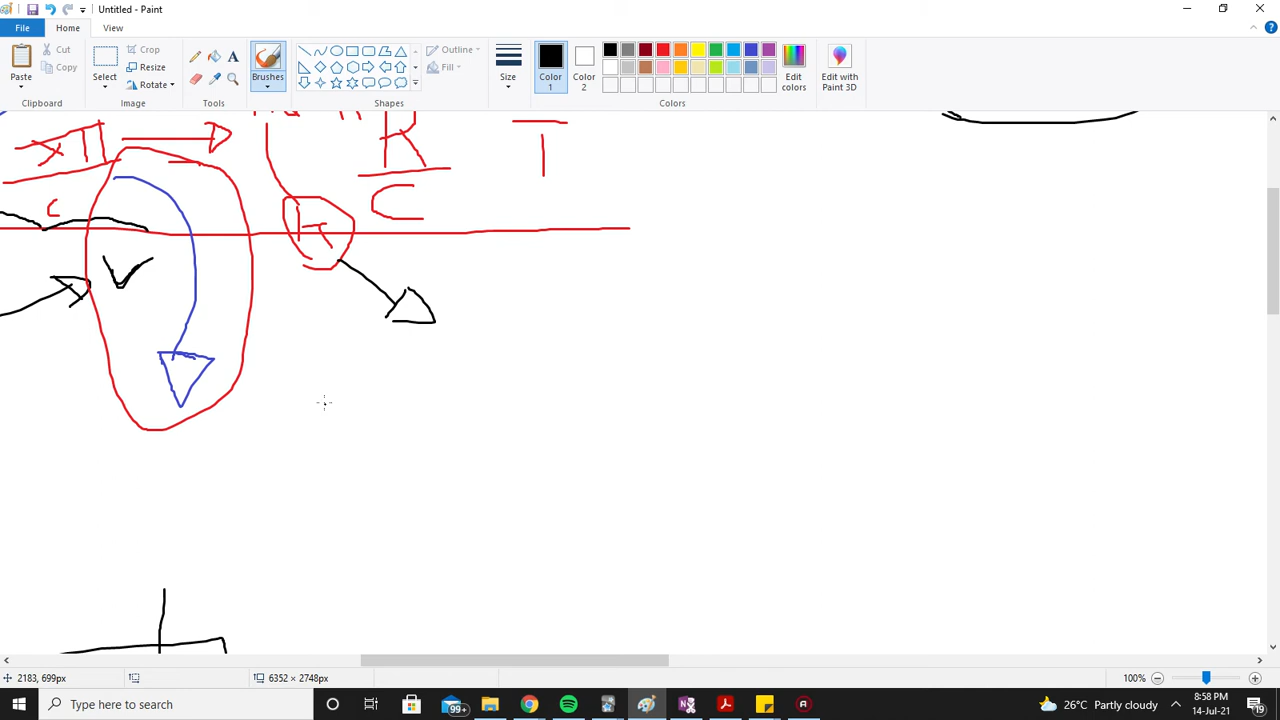 Untitled - Paint
File Home View
Paste
Cut
Copy
Clipboard
Select
Crop
Resize
Rotate
Image
A
Tools
Brushes
Shapes
Outline
Fill
Size
Color 1
Color 2
Colors
Edit colors
Edit with Paint 3D
R
T
C
C
V
2183, 699px
6352 × 2748px
100%
Type here to search
99+
26°C Partly cloudy
8:58 PM
14-Jul-21
19